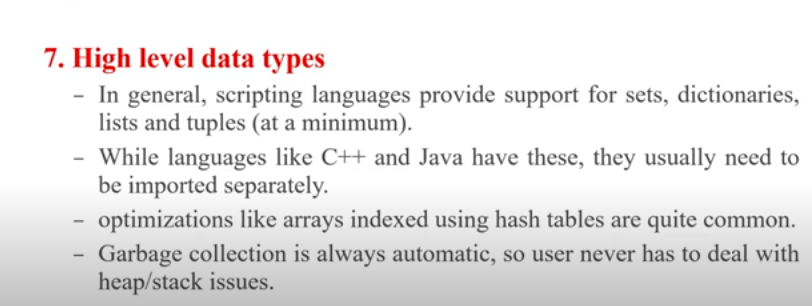 7. High level data types
– In general, scripting languages provide support for sets, dictionaries,
lists and tuples (at a minimum).
– While languages like C++ and Java have these, they usually need to
be imported separately.
– optimizations like arrays indexed using hash tables are quite common.
– Garbage collection is always automatic, so user never has to deal with
heap/stack issues.